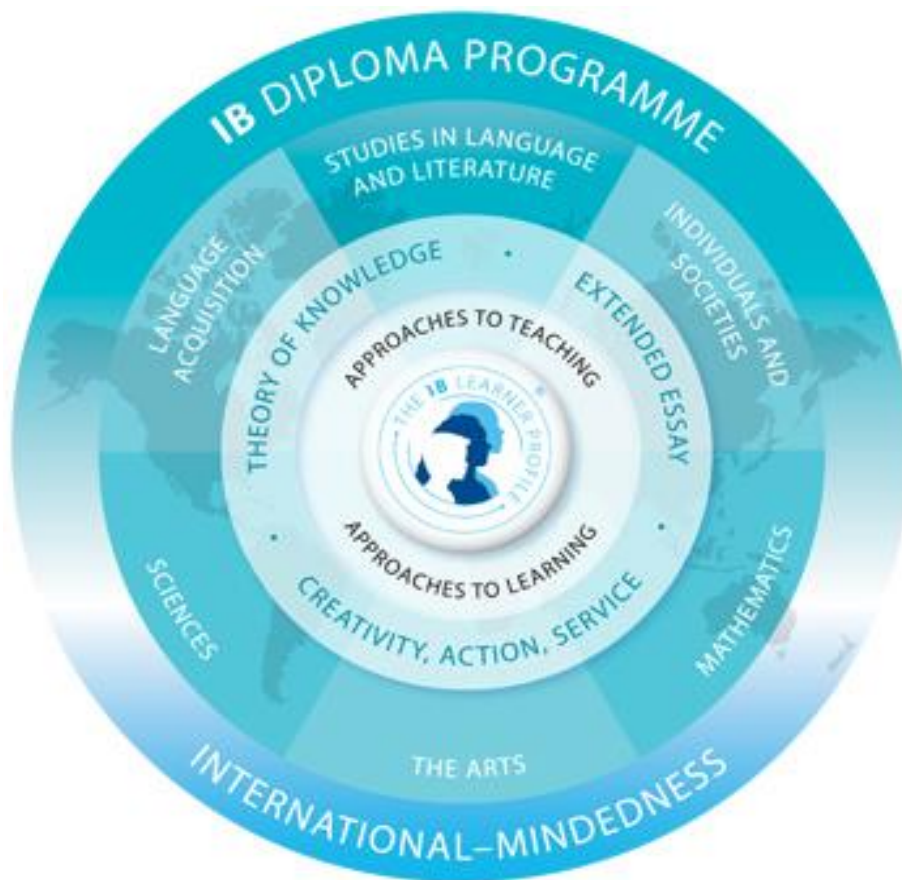 IB DIPLOMA PROGRAMME
STUDIES IN LANGUAGE
AND LITERATURE
LANGUAGE
ACQUISITION
INDIVIDUALS AND
SOCIETIES
THEORY OF KNOWLEDGE
·
EXTENDED ESSAY
·
CREATIVITY, ACTION, SERVICE
·
APPROACHES TO TEACHING
THE IB LEARNER PROFILE
®
APPROACHES TO LEARNING
SCIENCES
MATHEMATICS
THE ARTS
INTERNATIONAL–MINDEDNESS